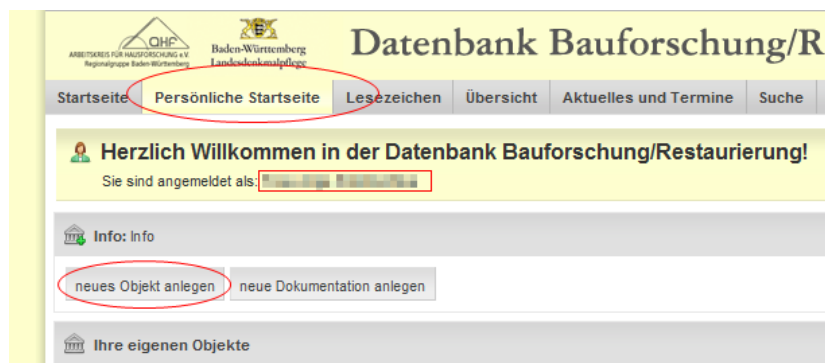 ARBEITSKREIS FÜR HAUSFORSCHUNG e.V.
Regionalgruppe Baden-Württemberg
QHF
Baden-Württemberg
Landesdenkmalpflege
Datenbank Bauforschung/R
Startseite Persönliche Startseite Lesezeichen Übersicht Aktuelles und Termine Suche
Herzlich Willkommen in der Datenbank Bauforschung/Restaurierung!
Sie sind angemeldet als:
Info: Info
neues Objekt anlegen neue Dokumentation anlegen
Ihre eigenen Objekte